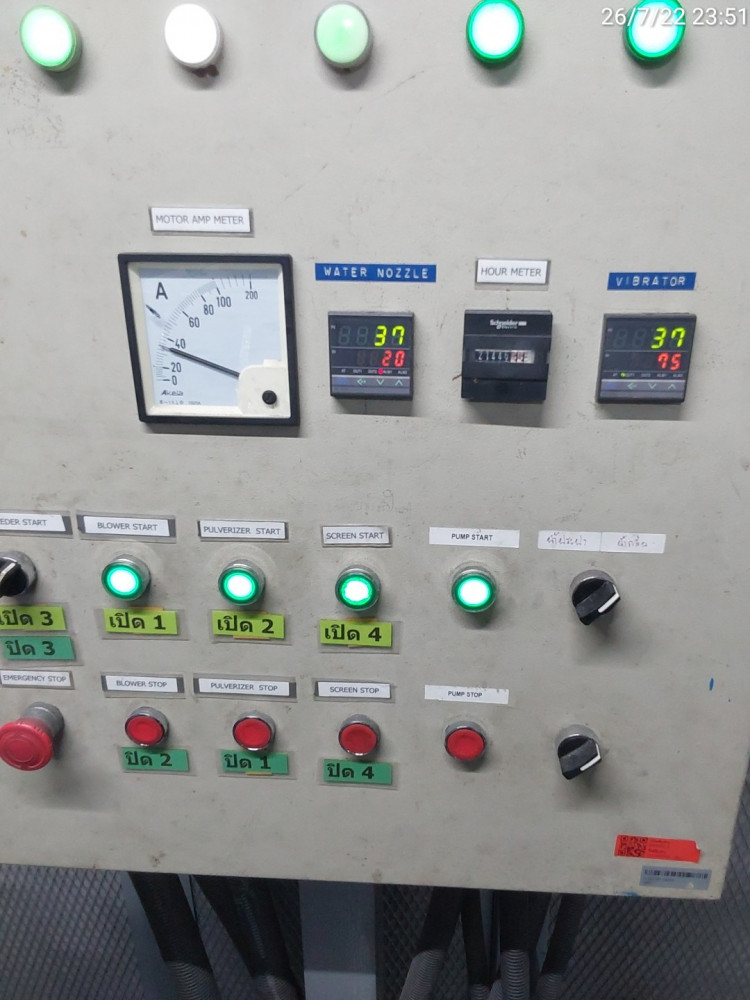 26/7/22 23:51
MOTOR AMP METER
WATER NOZZLE
HOUR METER
VIBRATOR
A
200
100
80
60
40
20
0
37
20
Schneider
37
75
EDER START
BLOWER START
PULVERIZER START
SCREEN START
PUMP START
เปิด 3
เปิด 1
เปิด 2
เปิด 4
ปิด 3
EMERGENCY STOP
BLOWER STOP
PULVERIZER STOP
SCREEN STOP
PUMP STOP
ปิด 2
ปิด 1
ปิด 4